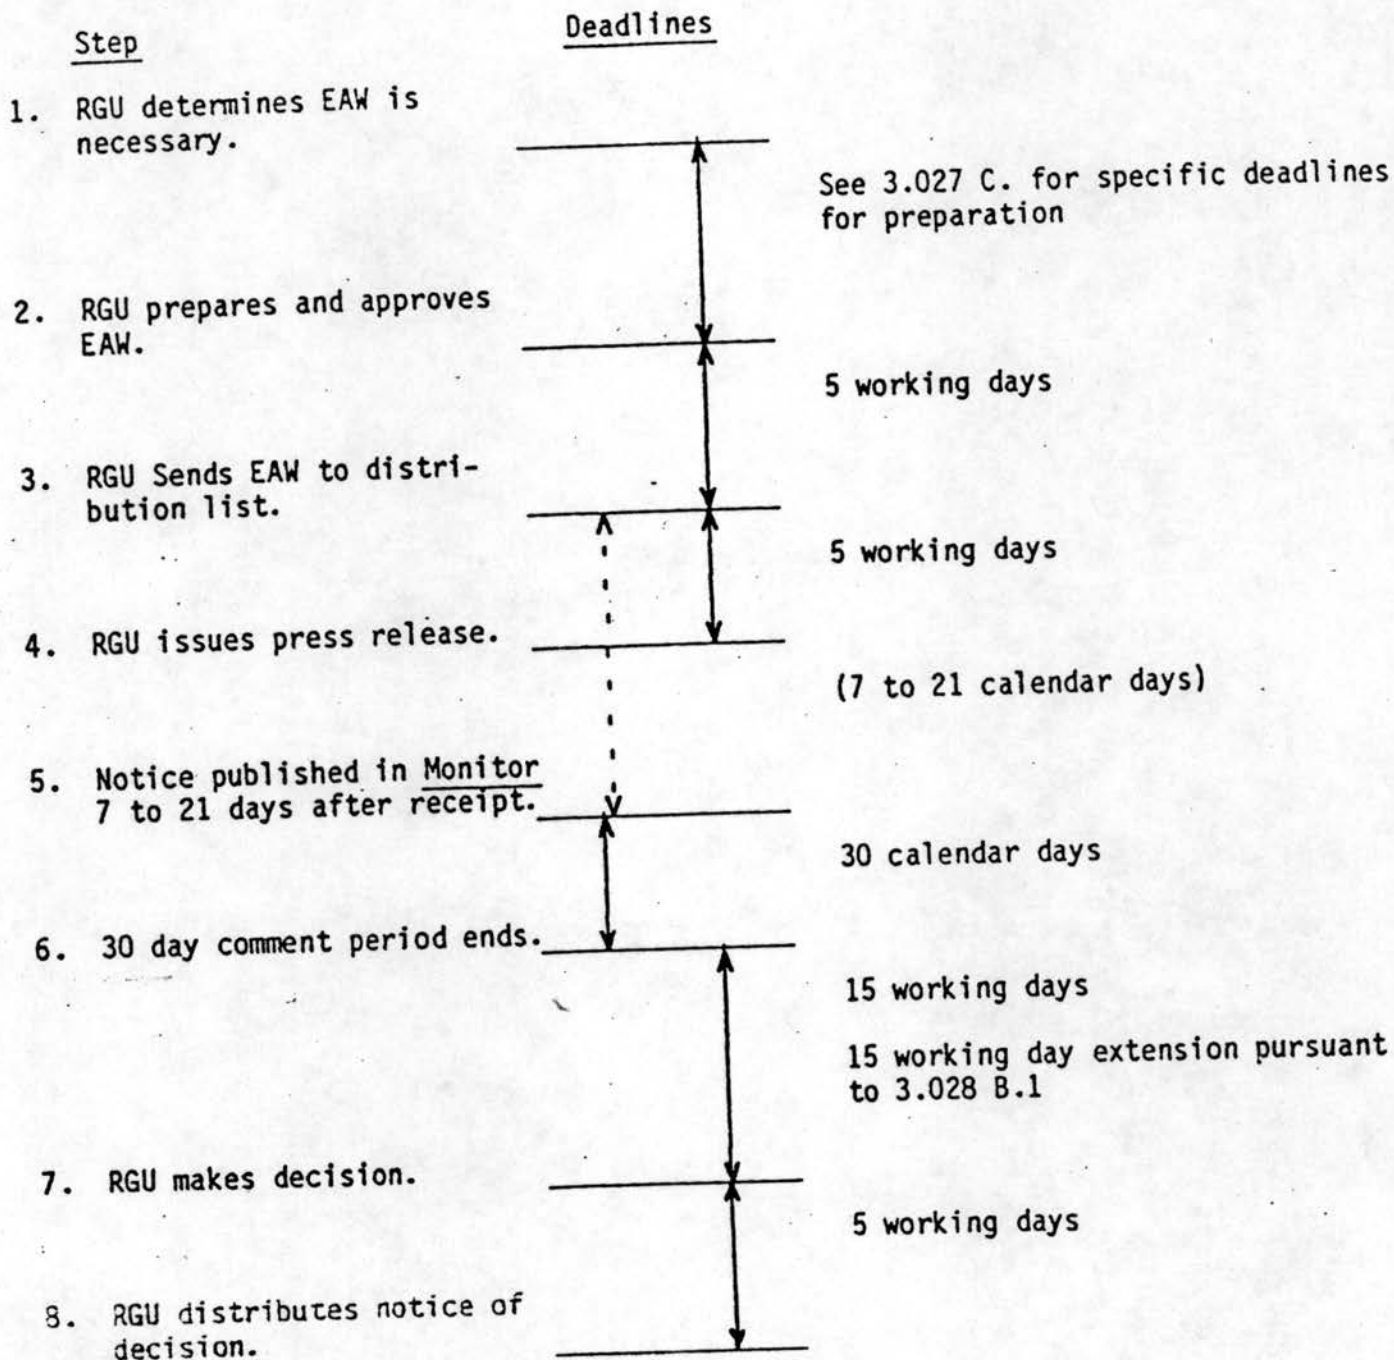 Step
Deadlines
1. RGU determines EAW is
necessary.
See 3.027 C. for specific deadlines
for preparation
2. RGU prepares and approves
EAW.
5 working days
3. RGU Sends EAW to distri-
bution list.
5 working days
4. RGU issues press release.
(7 to 21 calendar days)
5. Notice published in Monitor
7 to 21 days after receipt.
30 calendar days
6. 30 day comment period ends.
15 working days
15 working day extension pursuant
to 3.028 B.1
7. RGU makes decision.
5 working days
8. RGU distributes notice of
decision.